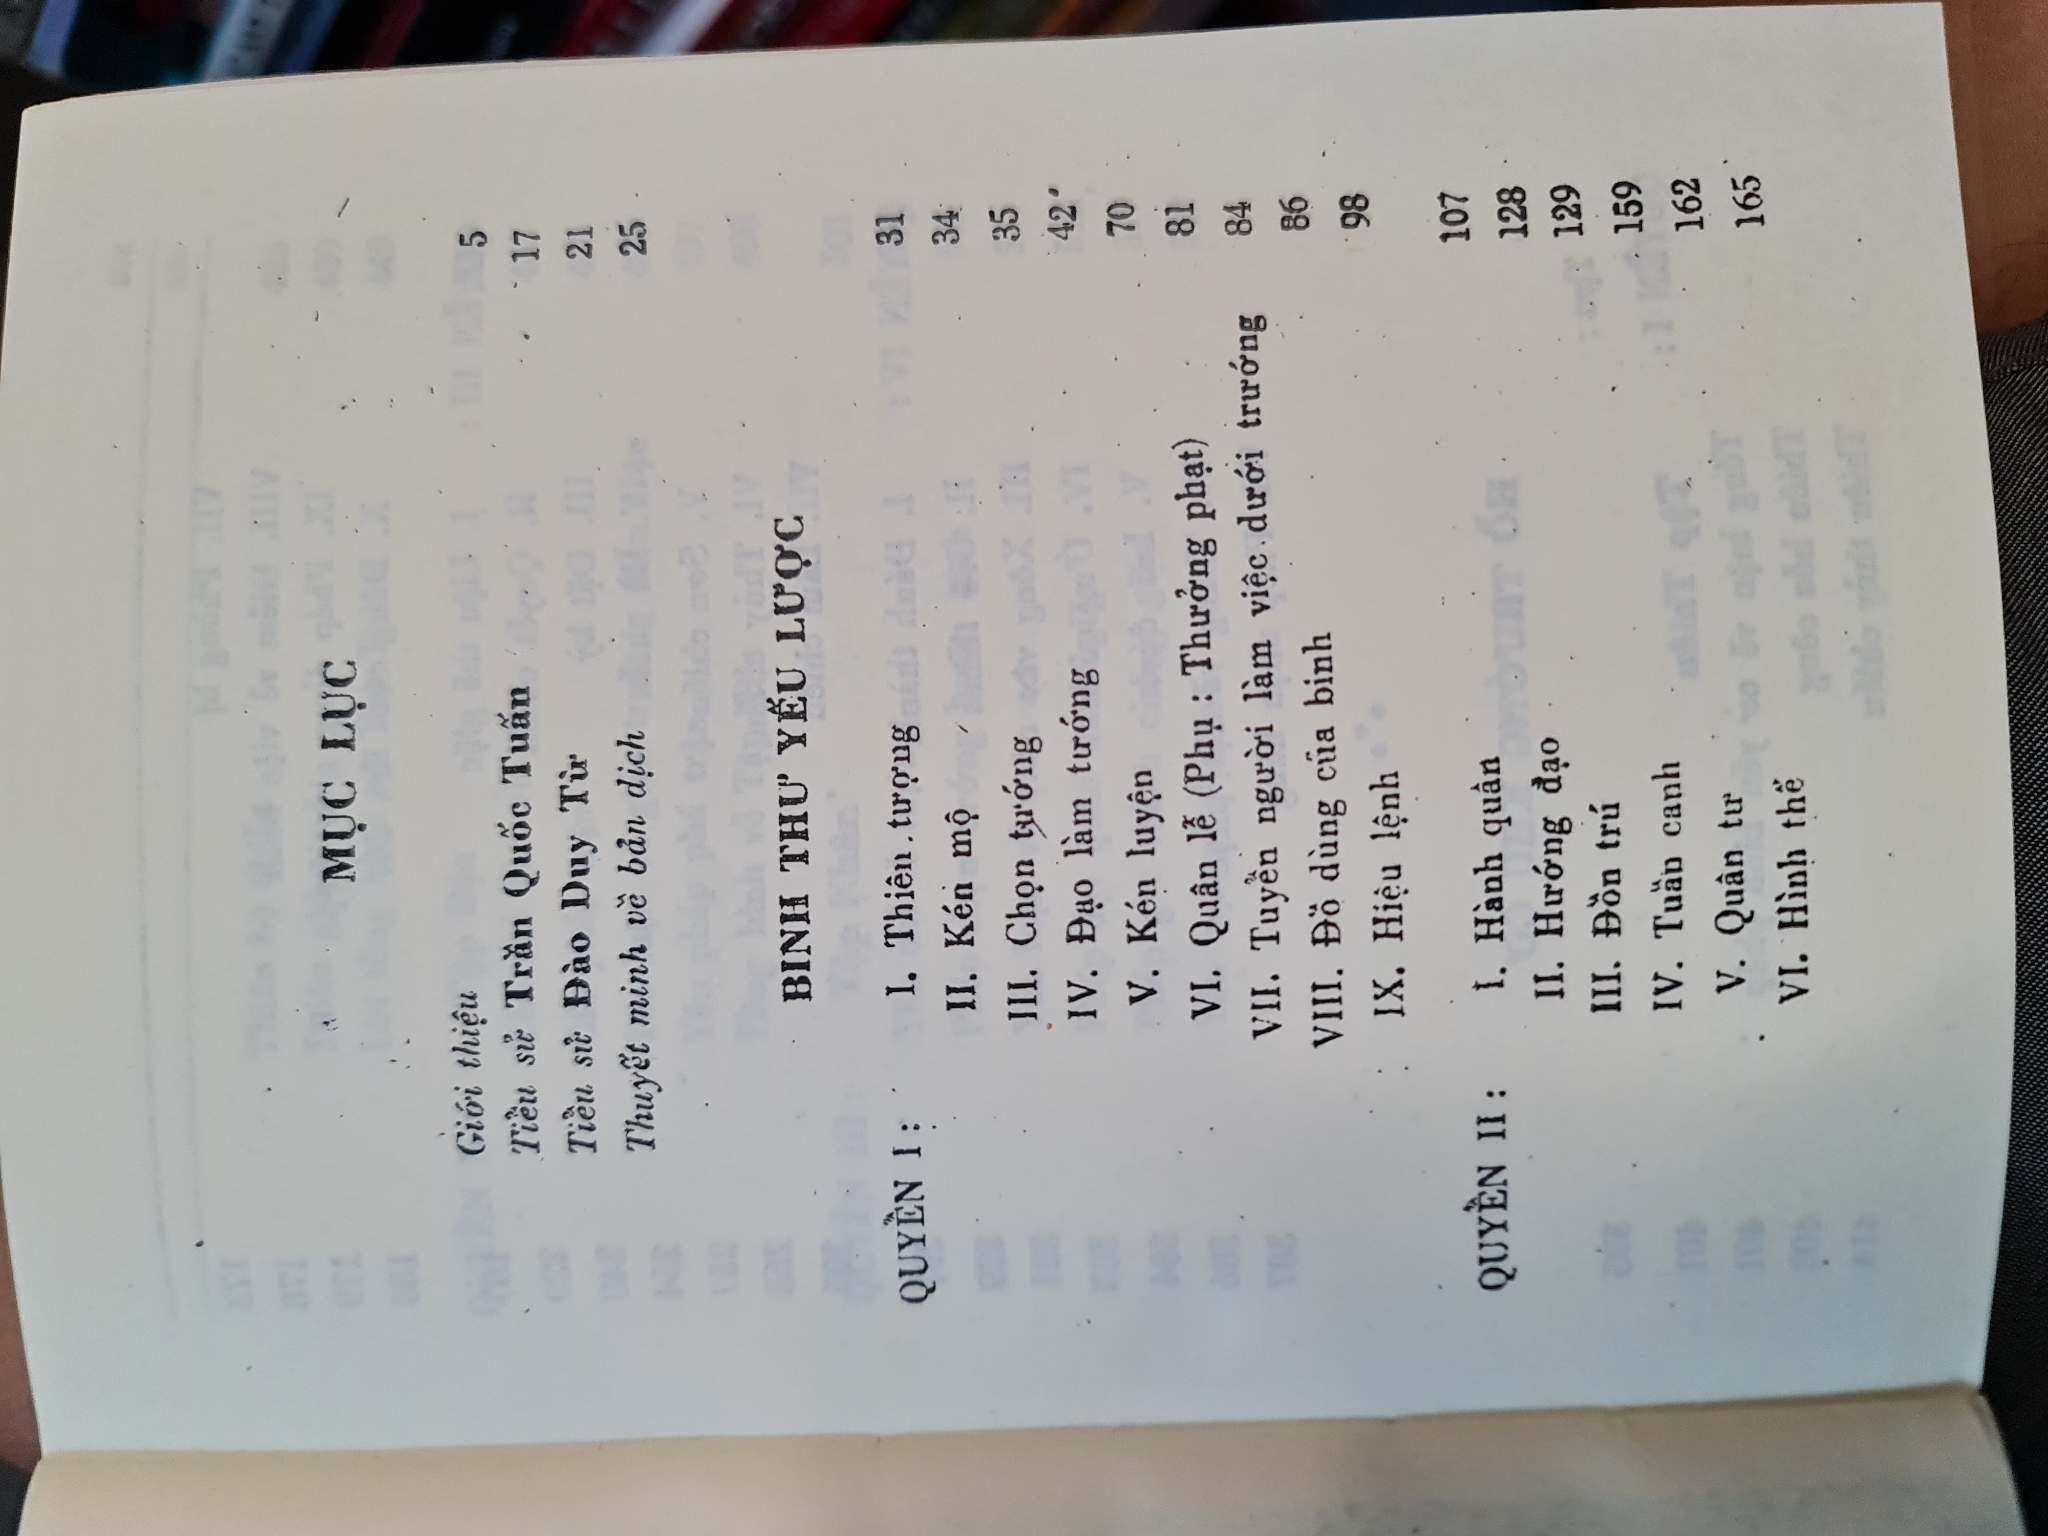 MỤC LỤC
Giới thiệu 5
Tiểu sử Trần Quốc Tuấn 17
Tiểu sử Đào Duy Từ 21
Thuyết minh về bản dịch 25
BINH THƯ YẾU LƯỢC
QUYỂN I : I. Thiên tượng 31
II. Kén mộ 34
III. Chọn tướng 35
IV. Đạo làm tướng 42
V. Kén luyện 70
VI. Quân lễ (Phụ : Thưởng phạt) 81
VII. Tuyển người làm việc dưới trướng 84
VIII. Đồ dùng của binh 86
IX. Hiệu lệnh 98
QUYỂN II : I. Hành quân 107
II. Hướng đạo 128
III. Đồn trú 129
IV. Tuần canh 159
V. Quân tư 162
VI. Hình thế 165